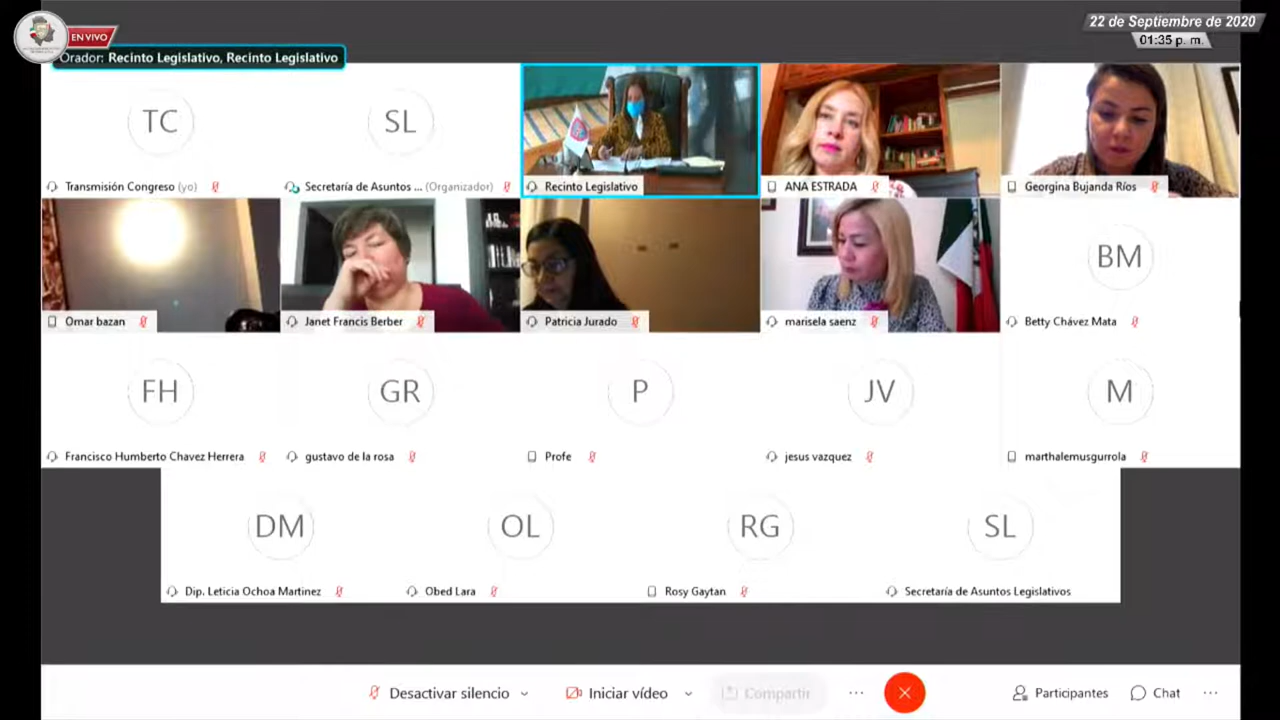 22 de Septiembre de 2020
EN VIVO
01:35 p. m.
Orador: Recinto Legislativo, Recinto Legislativo
TC
SL
Transmisión Congreso (yo)
Secretaría de Asuntos ... (Organizador)
Recinto Legislativo
ANA ESTRADA
Georgina Bujanda Ríos
BM
Omar bazan
Janet Francis Berber
Patricia Jurado
marisela saenz
Betty Chávez Mata
FH
GR
P
JV
M
Francisco Humberto Chavez Herrera
gustavo de la rosa
Profe
jesus vazquez
marthalemusgurrola
DM
OL
RG
SL
Dip. Leticia Ochoa Martinez
Obed Lara
Rosy Gaytan
Secretaría de Asuntos Legislativos
Desactivar silencio
Iniciar vídeo
Compartir
Participantes
Chat